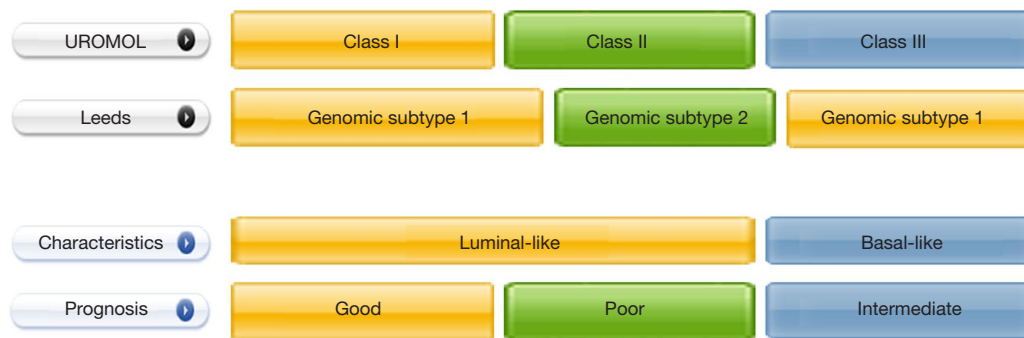 UROMOL Class I Class II Class III
Leeds Genomic subtype 1 Genomic subtype 2 Genomic subtype 1
Characteristics Luminal-like Basal-like
Prognosis Good Poor Intermediate